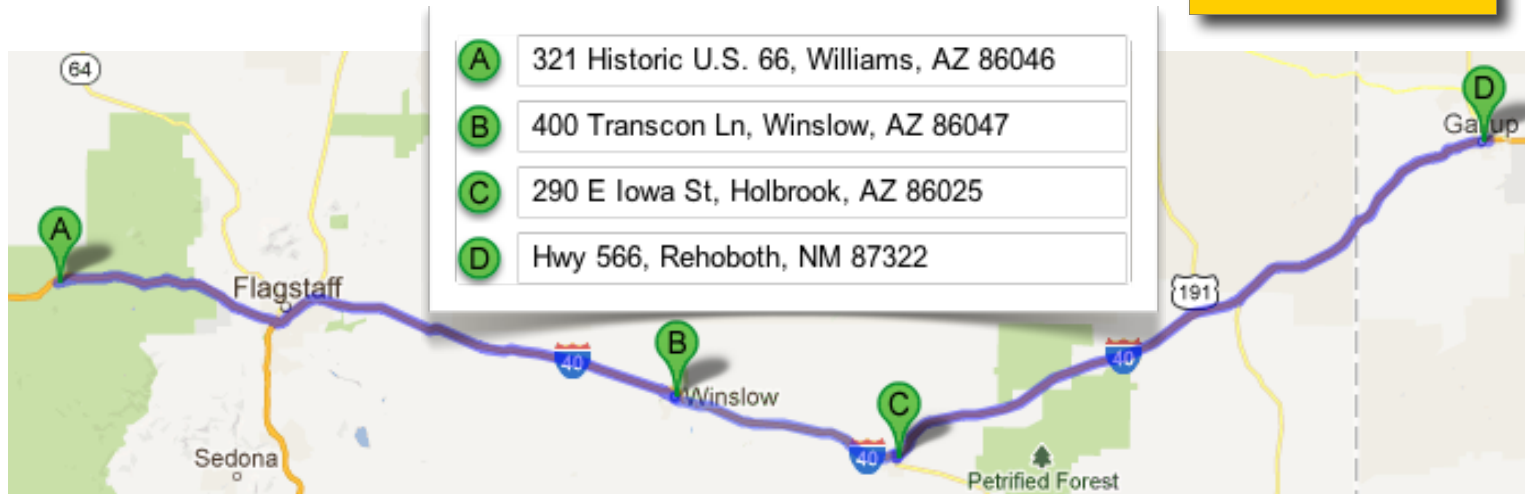 64
A 321 Historic U.S. 66, Williams, AZ 86046
B 400 Transcon Ln, Winslow, AZ 86047
C 290 E Iowa St, Holbrook, AZ 86025
D Hwy 566, Rehoboth, NM 87322
D
Gallup
A
Flagstaff
191
B
40
40
Winslow
C
40
Sedona
Petrified Forest